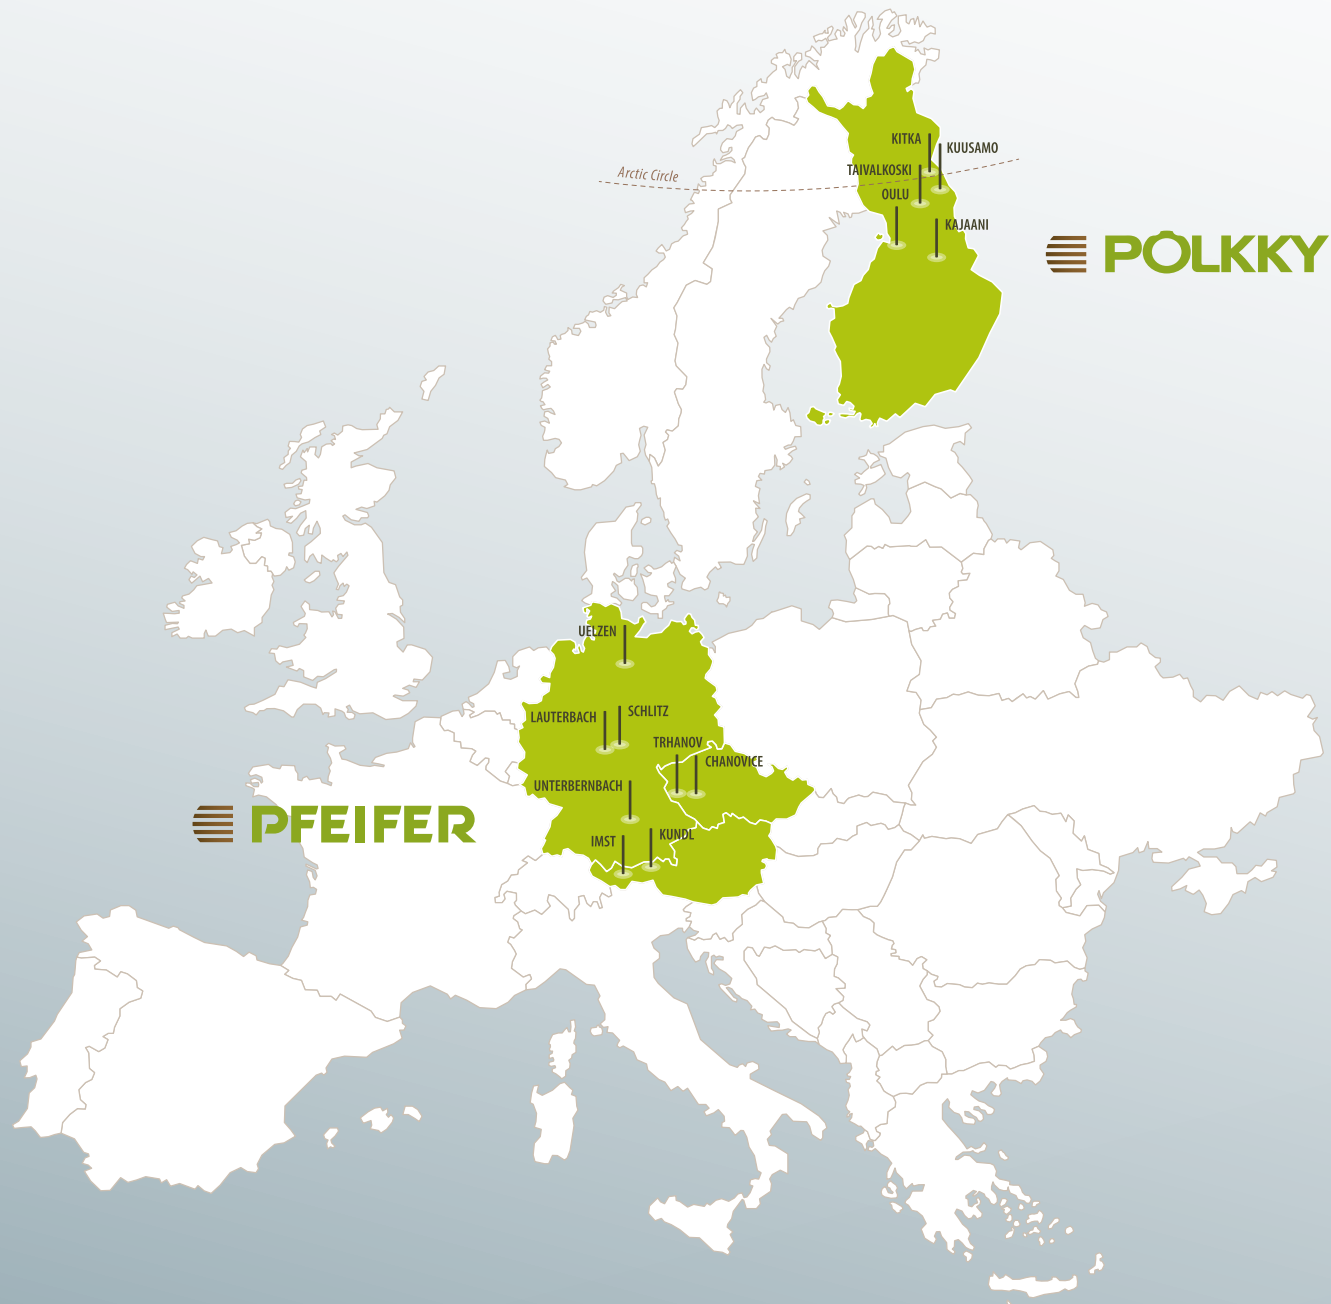 KITKA
KUUSAMO
TAIVALKOSKI
Arctic Circle
OULU
KAJAANI
PÖLKKY
UELZEN
LAUTERBACH
SCHLITZ
TRHANOV
CHANOVICE
UNTERBERNBACH
PFEIFER
IMST
KUNDL